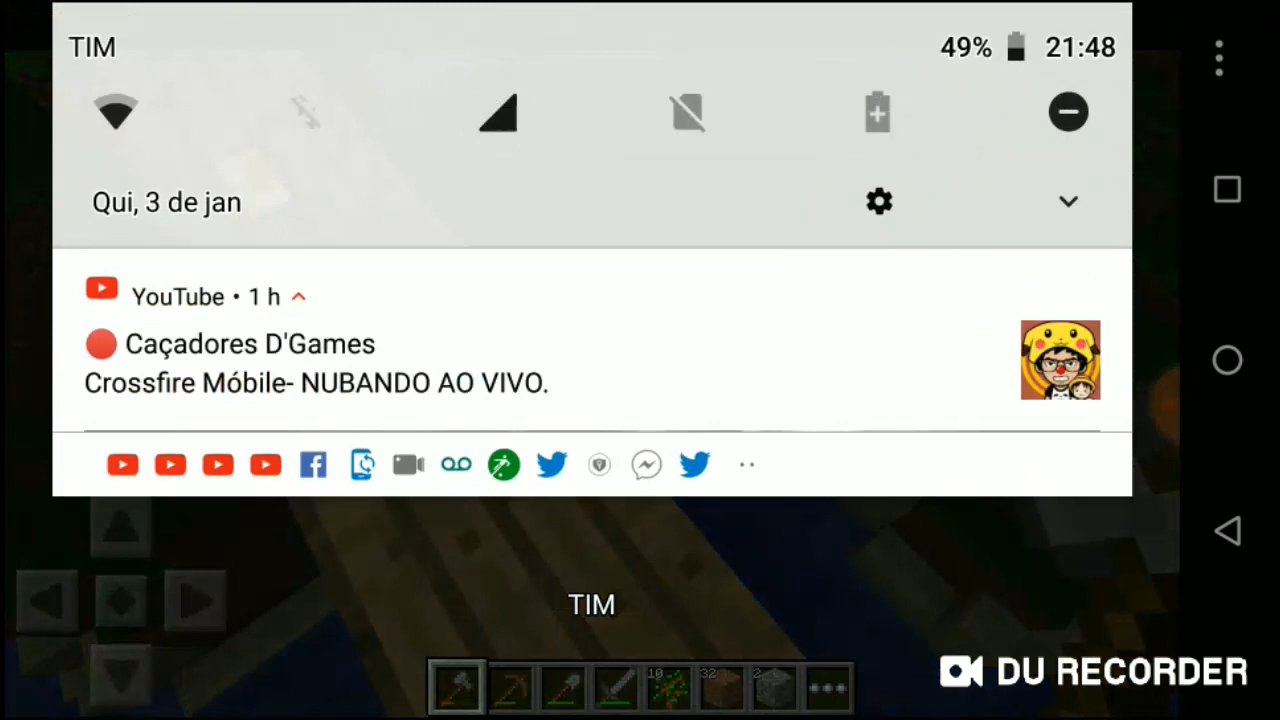 TIM
49% 21:48
Qui, 3 de jan
YouTube • 1 h
Caçadores D'Games
Crossfire Móbile- NUBANDO AO VIVO.
TIM
10 32 2
DU RECORDER